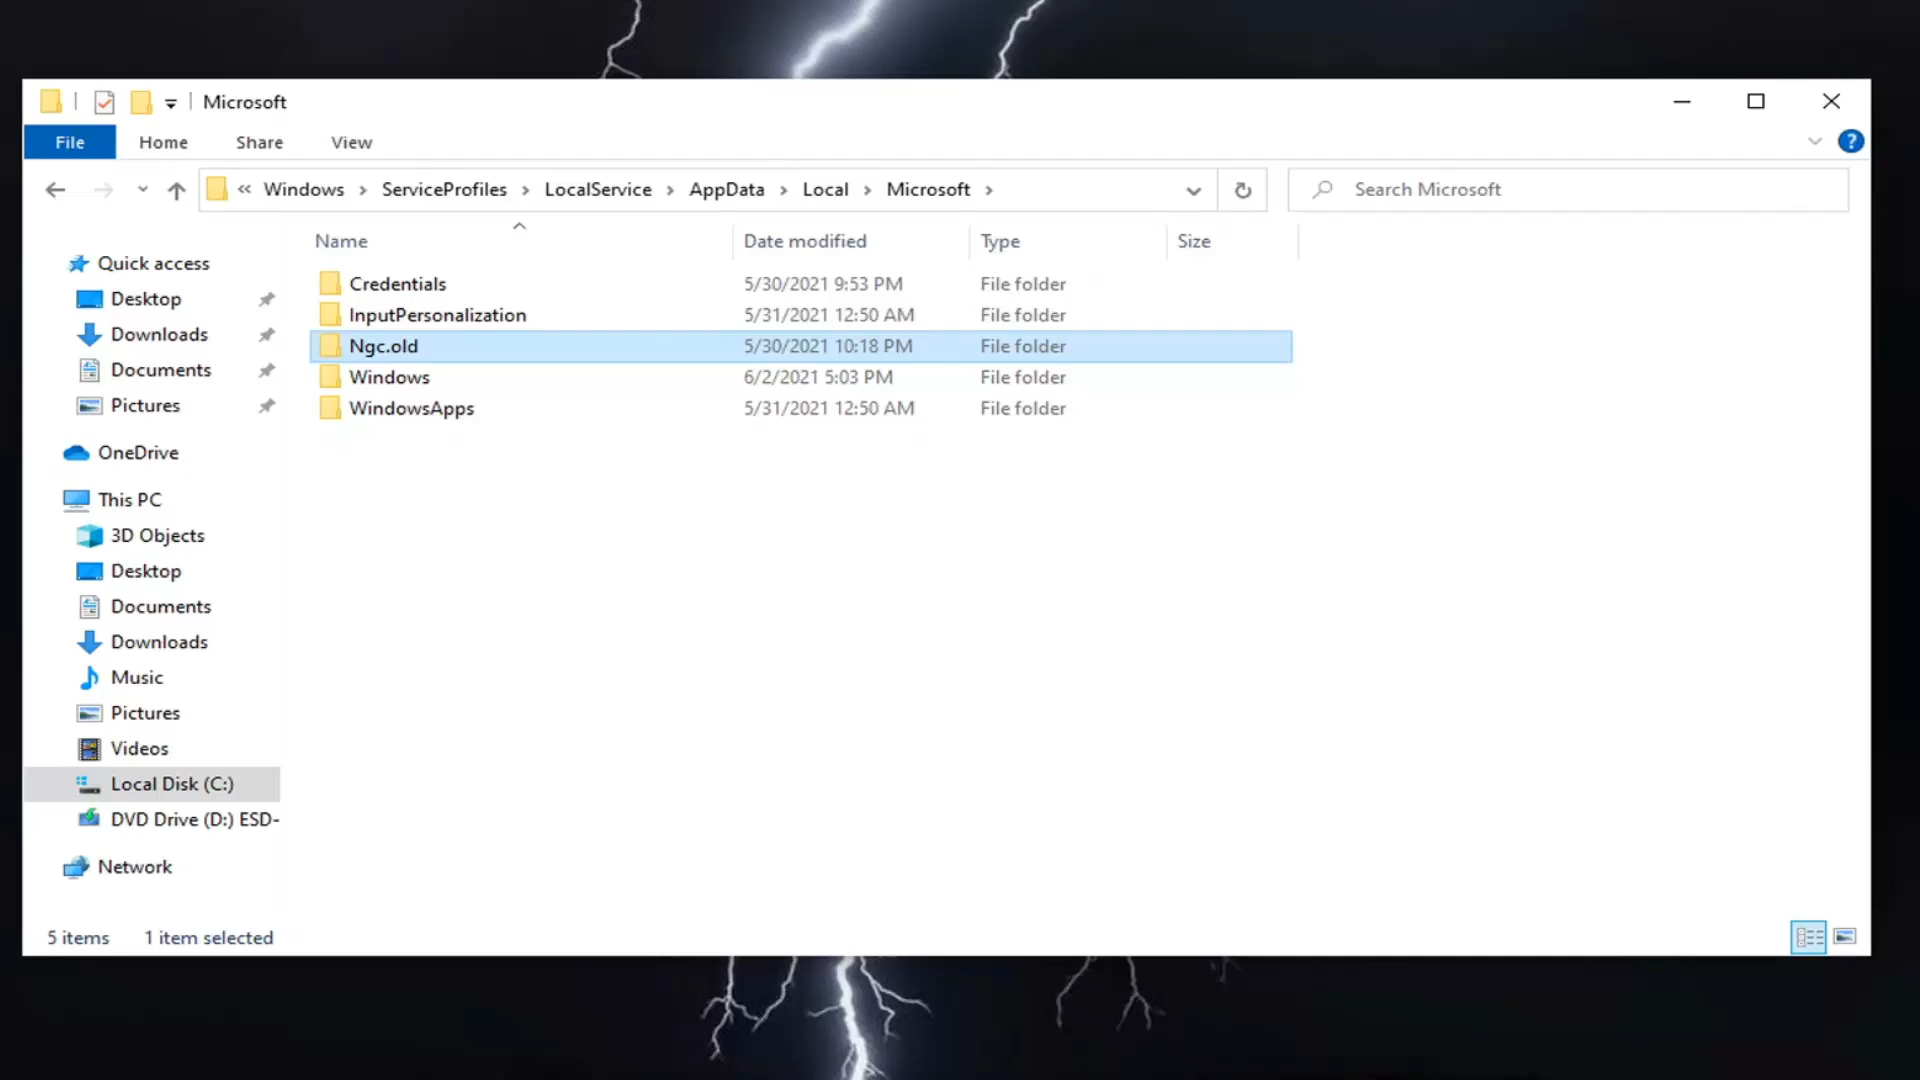 Microsoft
File Home Share View
« Windows › ServiceProfiles › LocalService › AppData › Local › Microsoft ›
Search Microsoft
Name Date modified Type Size
Credentials 5/30/2021 9:53 PM File folder
InputPersonalization 5/31/2021 12:50 AM File folder
Ngc.old 5/30/2021 10:18 PM File folder
Windows 6/2/2021 5:03 PM File folder
WindowsApps 5/31/2021 12:50 AM File folder
Quick access
Desktop
Downloads
Documents
Pictures
OneDrive
This PC
3D Objects
Desktop
Documents
Downloads
Music
Pictures
Videos
Local Disk (C:)
DVD Drive (D:) ESD-
Network
5 items 1 item selected